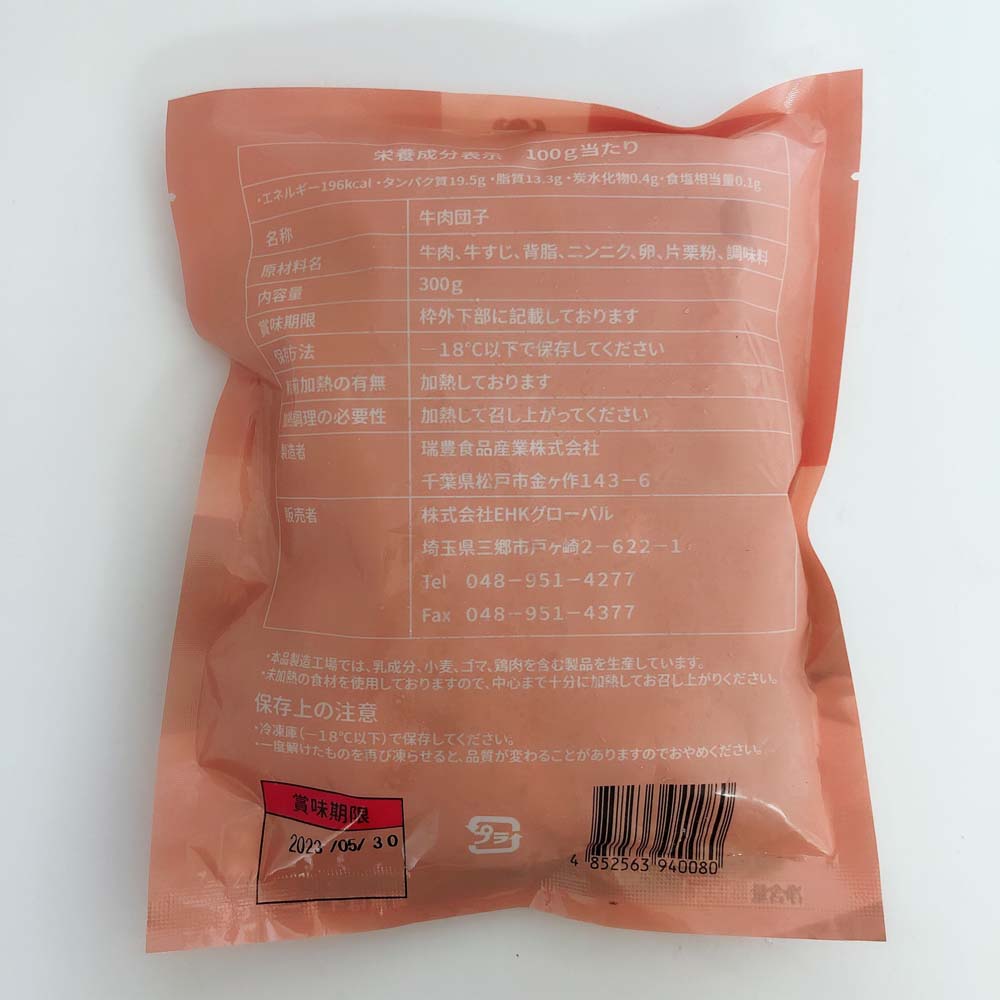 栄養成分表示 100g当たり
・エネルギー196kcal・タンパク質19.5g・脂質13.3g・炭水化物0.4g・食塩相当量0.1g
名称 牛肉団子
原材料名 牛肉、牛すじ、背脂、ニンニク、卵、片栗粉、調味料
内容量 300g
賞味期限 枠外下部に記載しております
保存方法 −18℃以下で保存してください
前加熱の有無 加熱しております
調理の必要性 加熱して召し上がってください
製造者 瑞豊食品産業株式会社
千葉県松戸市金ヶ作143−6
販売者 株式会社EHKグローバル
埼玉県三郷市戸ヶ崎2−622−1
Tel 048−951−4277
Fax 048−951−4377
・本品製造工場では、乳成分、小麦、ゴマ、鶏肉を含む製品を生産しています。
・未加熱の食材を使用しておりますので、中心まで十分に加熱してお召し上がりください。
保存上の注意
・冷凍庫(−18℃以下)で保存してください。
・一度解けたものを再び凍らせると、品質が変わることがありますのでおやめください。
賞味期限
2023 /05/ 30
プラ
4 852563 940080